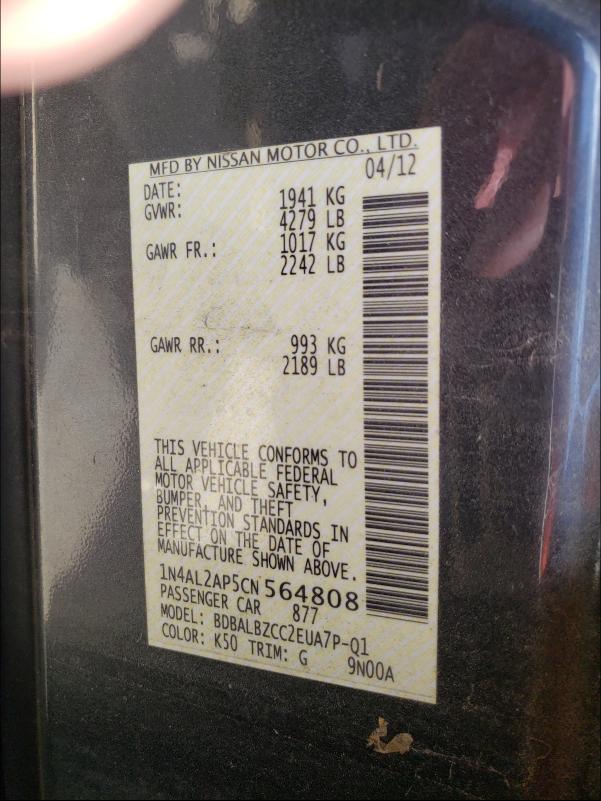 MFD BY NISSAN MOTOR CO., LTD.
DATE: 04/12
GVWR: 1941 KG
4279 LB
GAWR FR.: 1017 KG
2242 LB
GAWR RR.: 993 KG
2189 LB
THIS VEHICLE CONFORMS TO
ALL APPLICABLE FEDERAL
MOTOR VEHICLE SAFETY,
BUMPER, AND THEFT
PREVENTION STANDARDS IN
EFFECT ON THE DATE OF
MANUFACTURE SHOWN ABOVE.
1N4AL2AP5CN564808
PASSENGER CAR 877
MODEL: BDBALBZCC2EUA7P-Q1
COLOR: K50 TRIM: G 9N00A